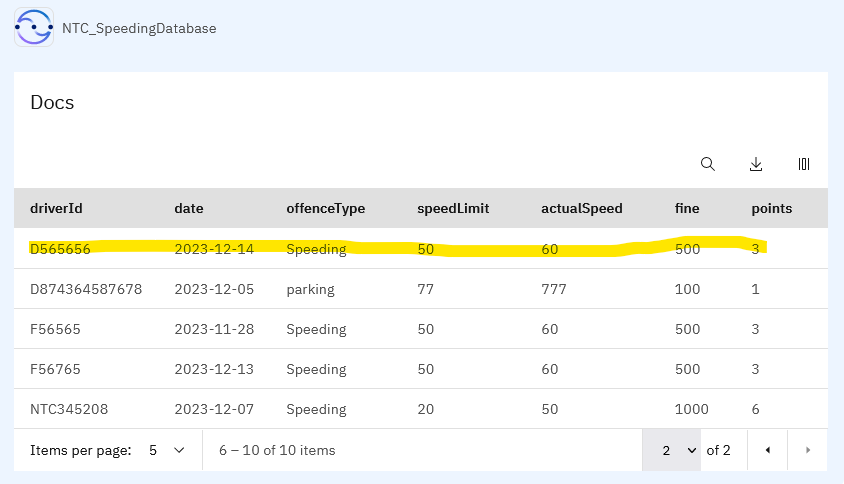 NTC_SpeedingDatabase
Docs
driverId date offenceType speedLimit actualSpeed fine points
D565656 2023-12-14 Speeding 50 60 500 3
D874364587678 2023-12-05 parking 77 777 100 1
F56565 2023-11-28 Speeding 50 60 500 3
F56765 2023-12-13 Speeding 50 60 500 3
NTC345208 2023-12-07 Speeding 20 50 1000 6
Items per page: 5 6 – 10 of 10 items 2 of 2